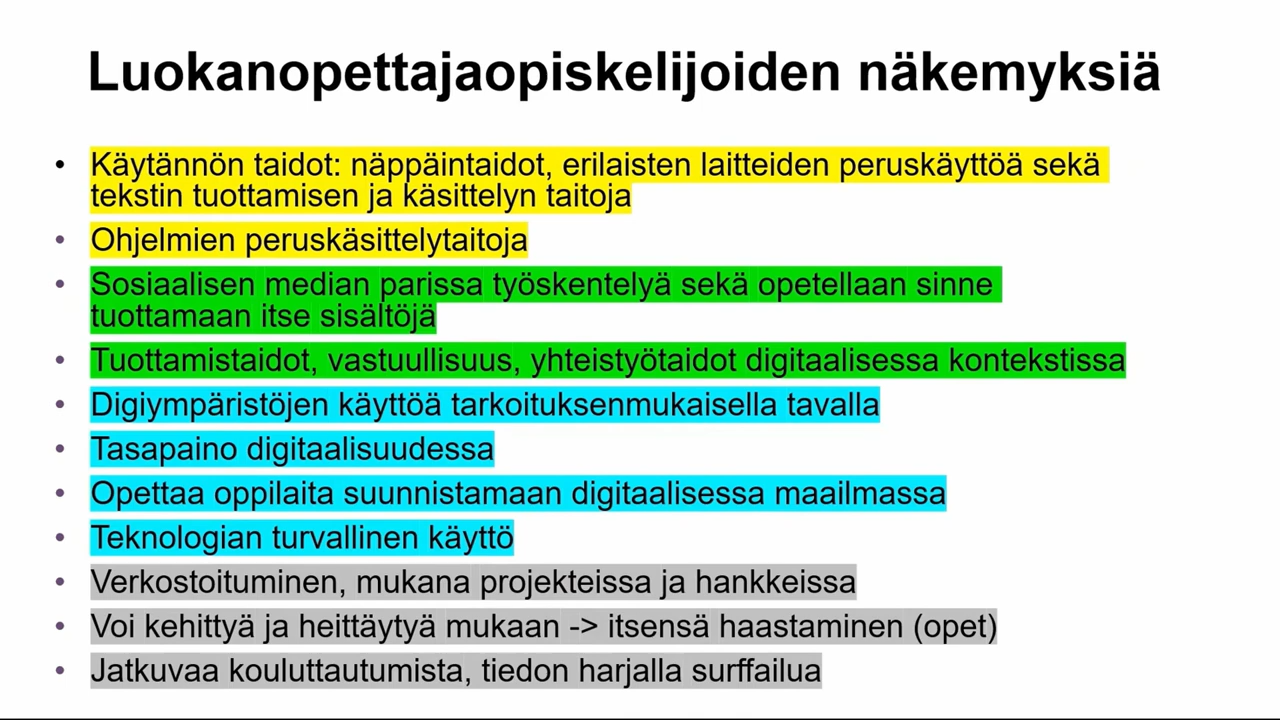 Luokanopettajaopiskelijoiden näkemyksiä
• Käytännön taidot: näppäintaidot, erilaisten laitteiden peruskäyttöä sekä
tekstin tuottamisen ja käsittelyn taitoja
• Ohjelmien peruskäsittelytaitoja
• Sosiaalisen median parissa työskentelyä sekä opetellaan sinne
tuottamaan itse sisältöjä
• Tuottamistaidot, vastuullisuus, yhteistyötaidot digitaalisessa kontekstissa
• Digiympäristöjen käyttöä tarkoituksenmukaisella tavalla
• Tasapaino digitaalisuudessa
• Opettaa oppilaita suunnistamaan digitaalisessa maailmassa
• Teknologian turvallinen käyttö
• Verkostoituminen, mukana projekteissa ja hankkeissa
• Voi kehittyä ja heittäytyä mukaan -> itsensä haastaminen (opet)
• Jatkuvaa kouluttautumista, tiedon harjalla surffailua